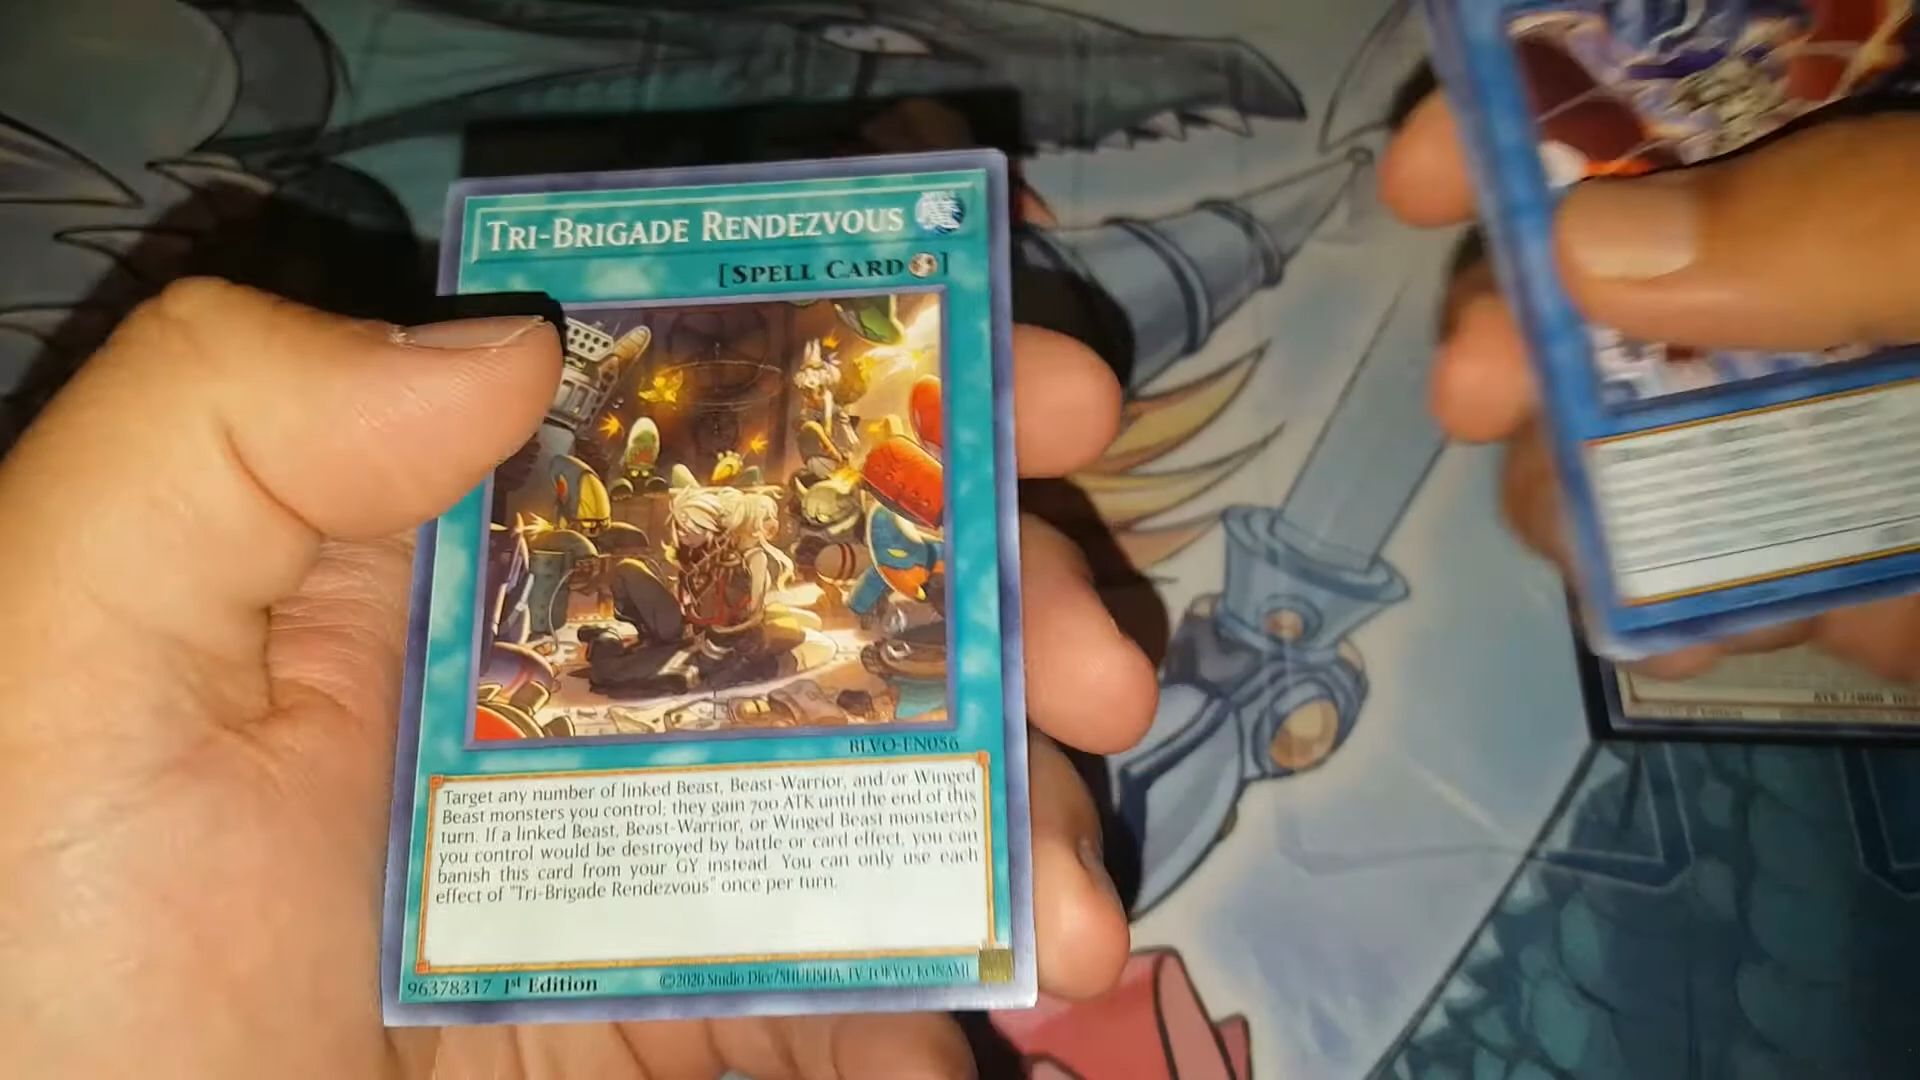 TRI-BRIGADE RENDEZVOUS
[SPELL CARD]
BLVO-EN056
Target any number of linked Beast, Beast-Warrior, and/or Winged
Beast monsters you control; they gain 700 ATK until the end of this
turn. If a linked Beast, Beast-Warrior, or Winged Beast monster(s)
you control would be destroyed by battle or card effect, you can
banish this card from your GY instead. You can only use each
effect of "Tri-Brigade Rendezvous" once per turn.
96378317 1st Edition ©2020 Studio Dice/SHUEISHA, TV TOKYO, KONAMI